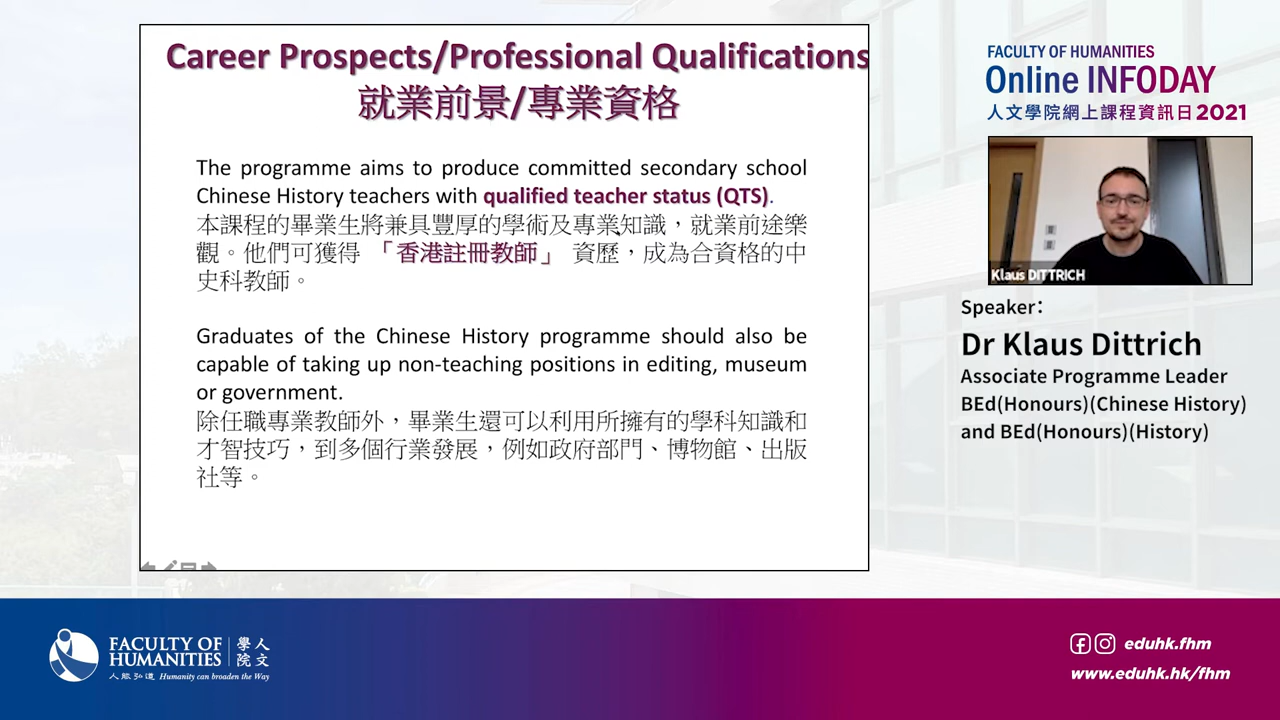 Career Prospects/Professional Qualifications
就業前景/專業資格
The programme aims to produce committed secondary school
Chinese History teachers with qualified teacher status (QTS).
本課程的畢業生將兼具豐厚的學術及專業知識，就業前途樂
觀。他們可獲得 「香港註冊教師」 資歷，成為合資格的中
史科教師。
Graduates of the Chinese History programme should also be
capable of taking up non-teaching positions in editing, museum
or government.
除任職專業教師外，畢業生還可以利用所擁有的學科知識和
才智技巧，到多個行業發展，例如政府部門、博物館、出版
社等。
FACULTY OF HUMANITIES
Online INFODAY
人文學院網上課程資訊日2021
Klaus DITTRICH
Speaker:
Dr Klaus Dittrich
Associate Programme Leader
BEd(Honours)(Chinese History)
and BEd(Honours)(History)
FACULTY OF
HUMANITIES
人文
學院
人脈弘道 Humanity can broaden the Way
eduhk.fhm
www.eduhk.hk/fhm